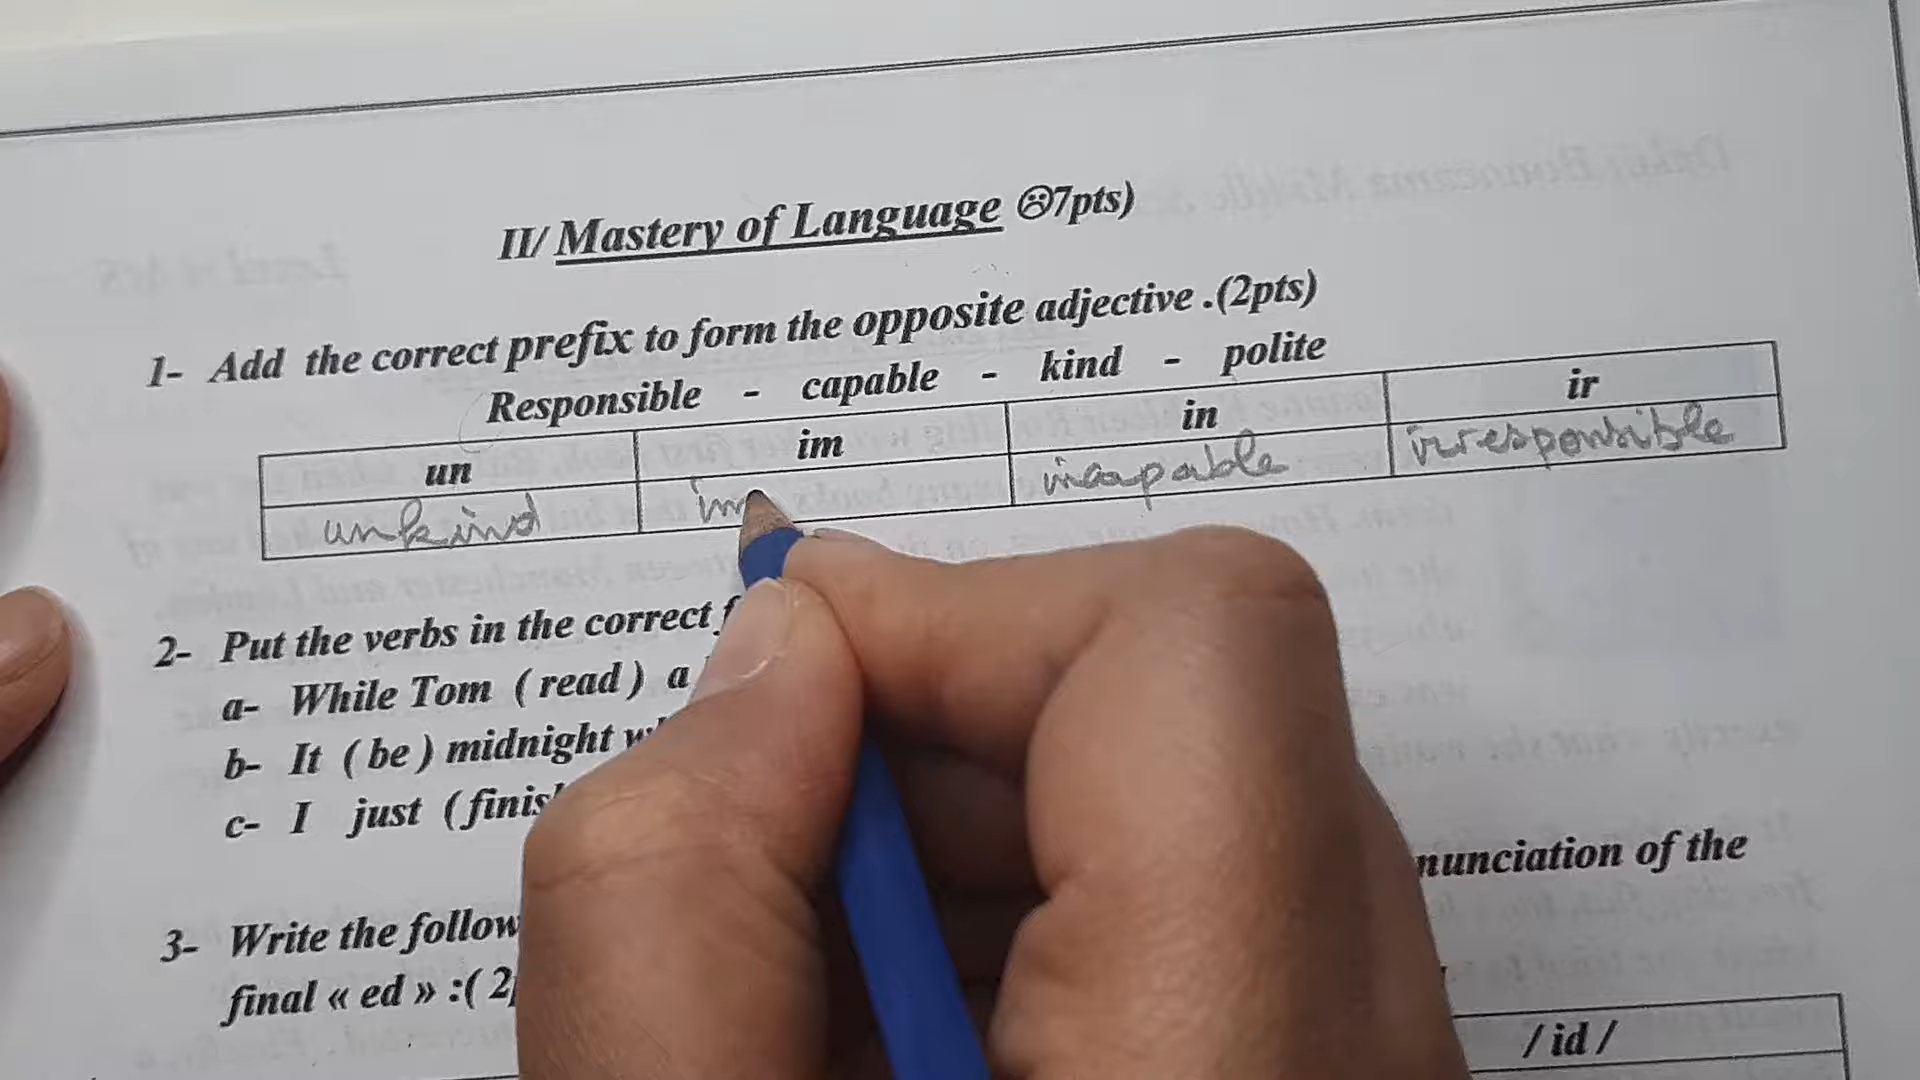 II/ Mastery of Language ☹7pts)
1- Add the correct prefix to form the opposite adjective .(2pts)
Responsible - capable - kind - polite
un im in ir
unkind im incapable irresponsible
2- Put the verbs in the correct
a- While Tom ( read ) a
b- It ( be ) midnight
c- I just (finish
nunciation of the
3- Write the follow
final « ed » :( 2
/ id /